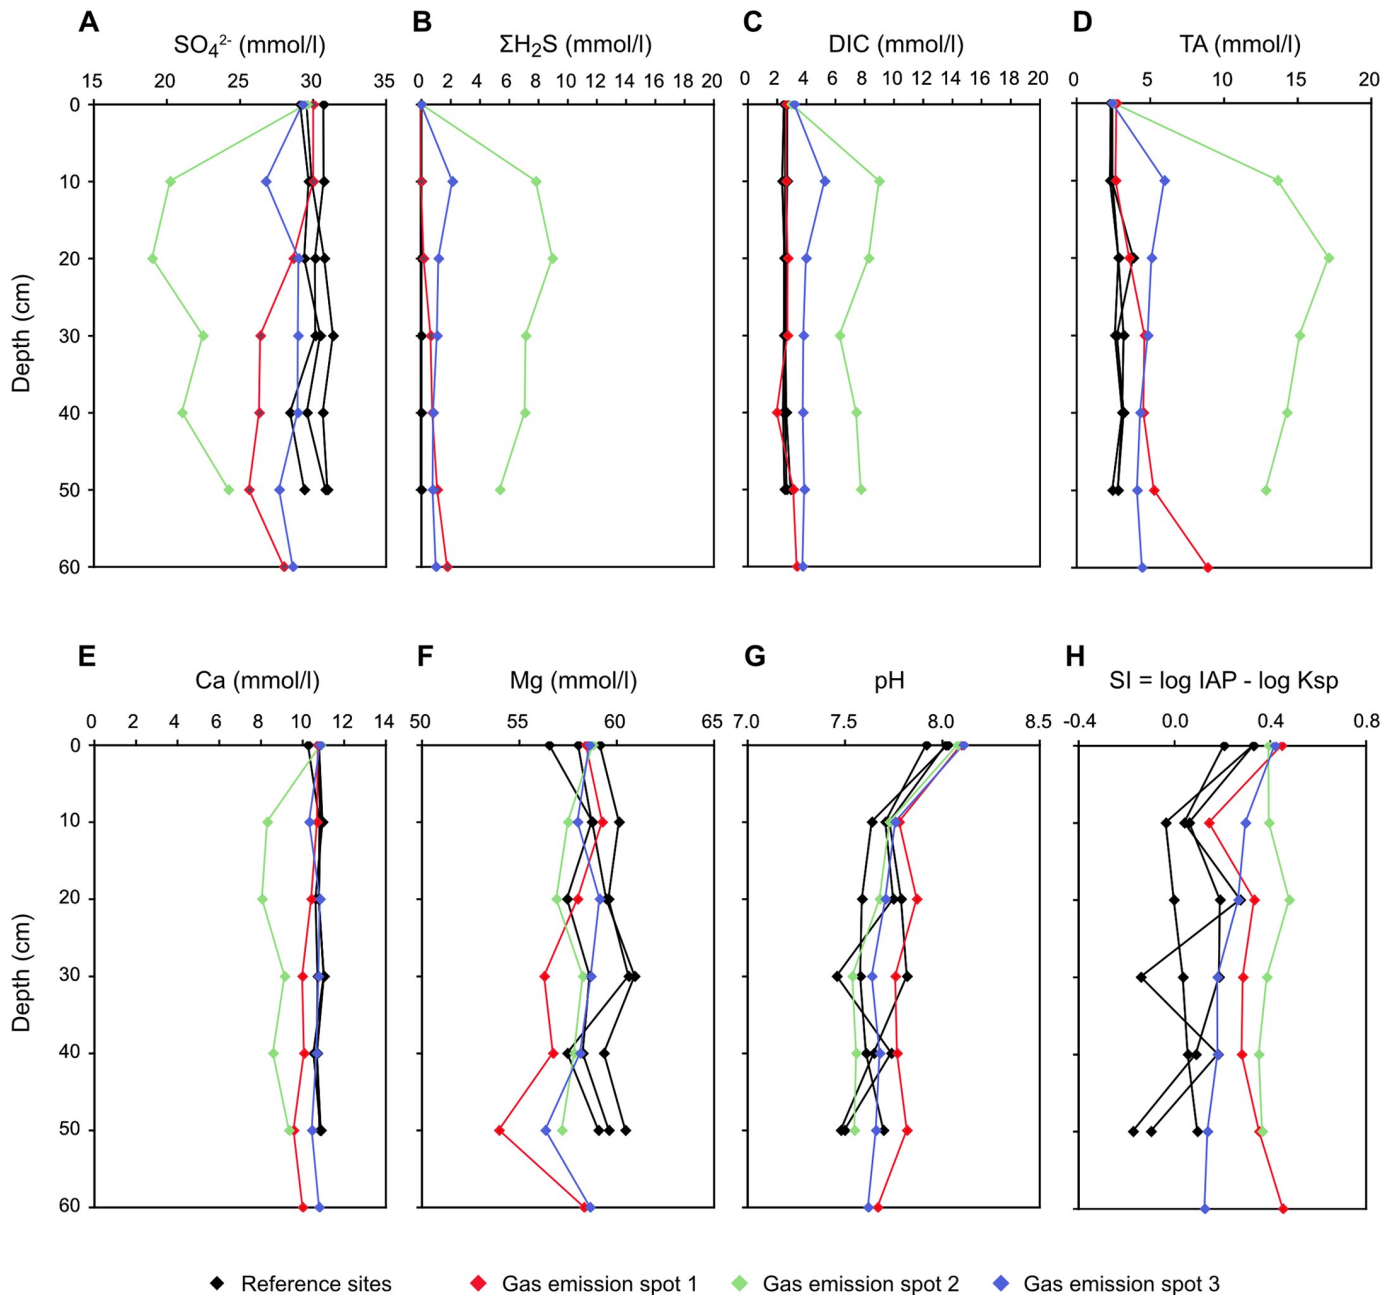 A B C D
SO₄²⁻ (mmol/l) ΣH₂S (mmol/l) DIC (mmol/l) TA (mmol/l)
15 20 25 30 35 0 2 4 6 8 10 12 14 16 18 20 0 2 4 6 8 10 12 14 16 18 20 0 5 10 15 20
0
10
20
30
40
50
60
Depth (cm)
E F G H
Ca (mmol/l) Mg (mmol/l) pH SI = log IAP - log Ksp
0 2 4 6 8 10 12 14 50 55 60 65 7.0 7.5 8.0 8.5 -0.4 0.0 0.4 0.8
0
10
20
30
40
50
60
Depth (cm)
Reference sites Gas emission spot 1 Gas emission spot 2 Gas emission spot 3